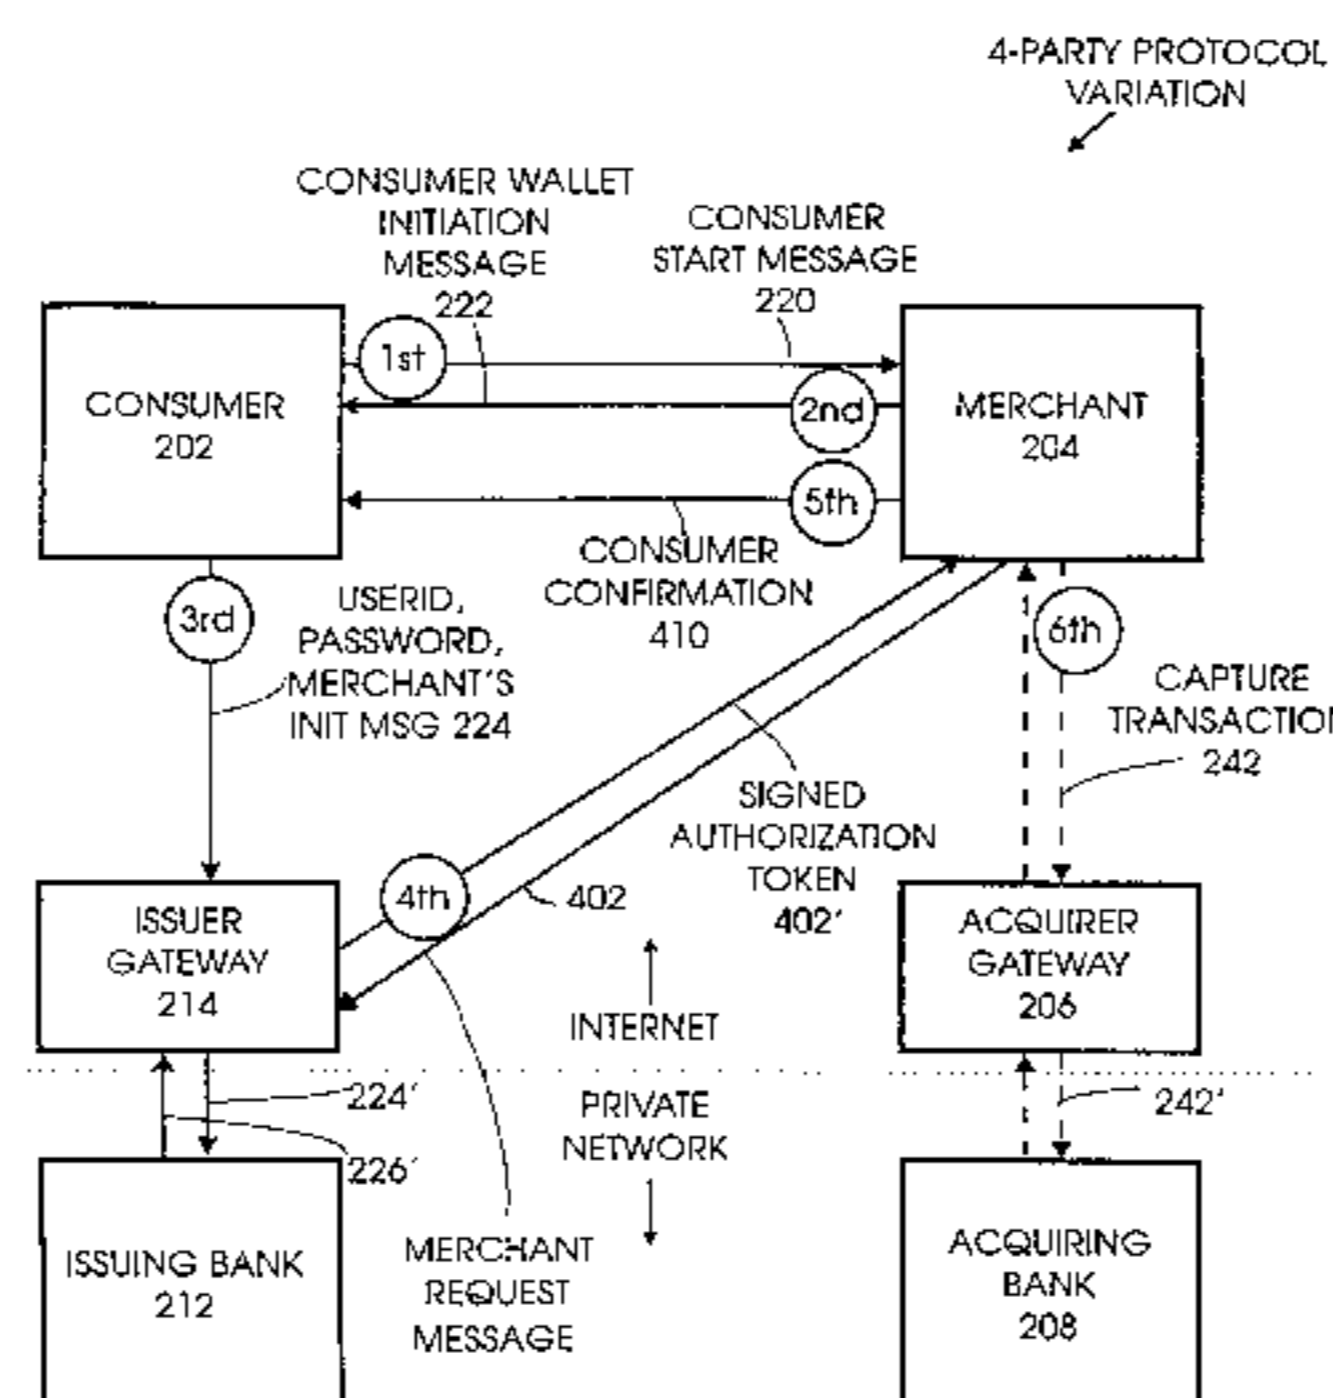 4-PARTY PROTOCOL
VARIATION
CONSUMER WALLET
INITIATION
MESSAGE
222
CONSUMER
START MESSAGE
220
1st
CONSUMER
202
2nd
MERCHANT
204
5th
CONSUMER
CONFIRMATION
410
3rd
USERID,
PASSWORD,
MERCHANT'S
INIT MSG 224
6th
CAPTURE
TRANSACTIO
242
SIGNED
AUTHORIZATION
TOKEN
402'
4th
402
ISSUER
GATEWAY
214
ACQUIRER
GATEWAY
206
INTERNET
PRIVATE
NETWORK
224'
226'
242'
ISSUING BANK
212
MERCHANT
REQUEST
MESSAGE
ACQUIRING
BANK
208